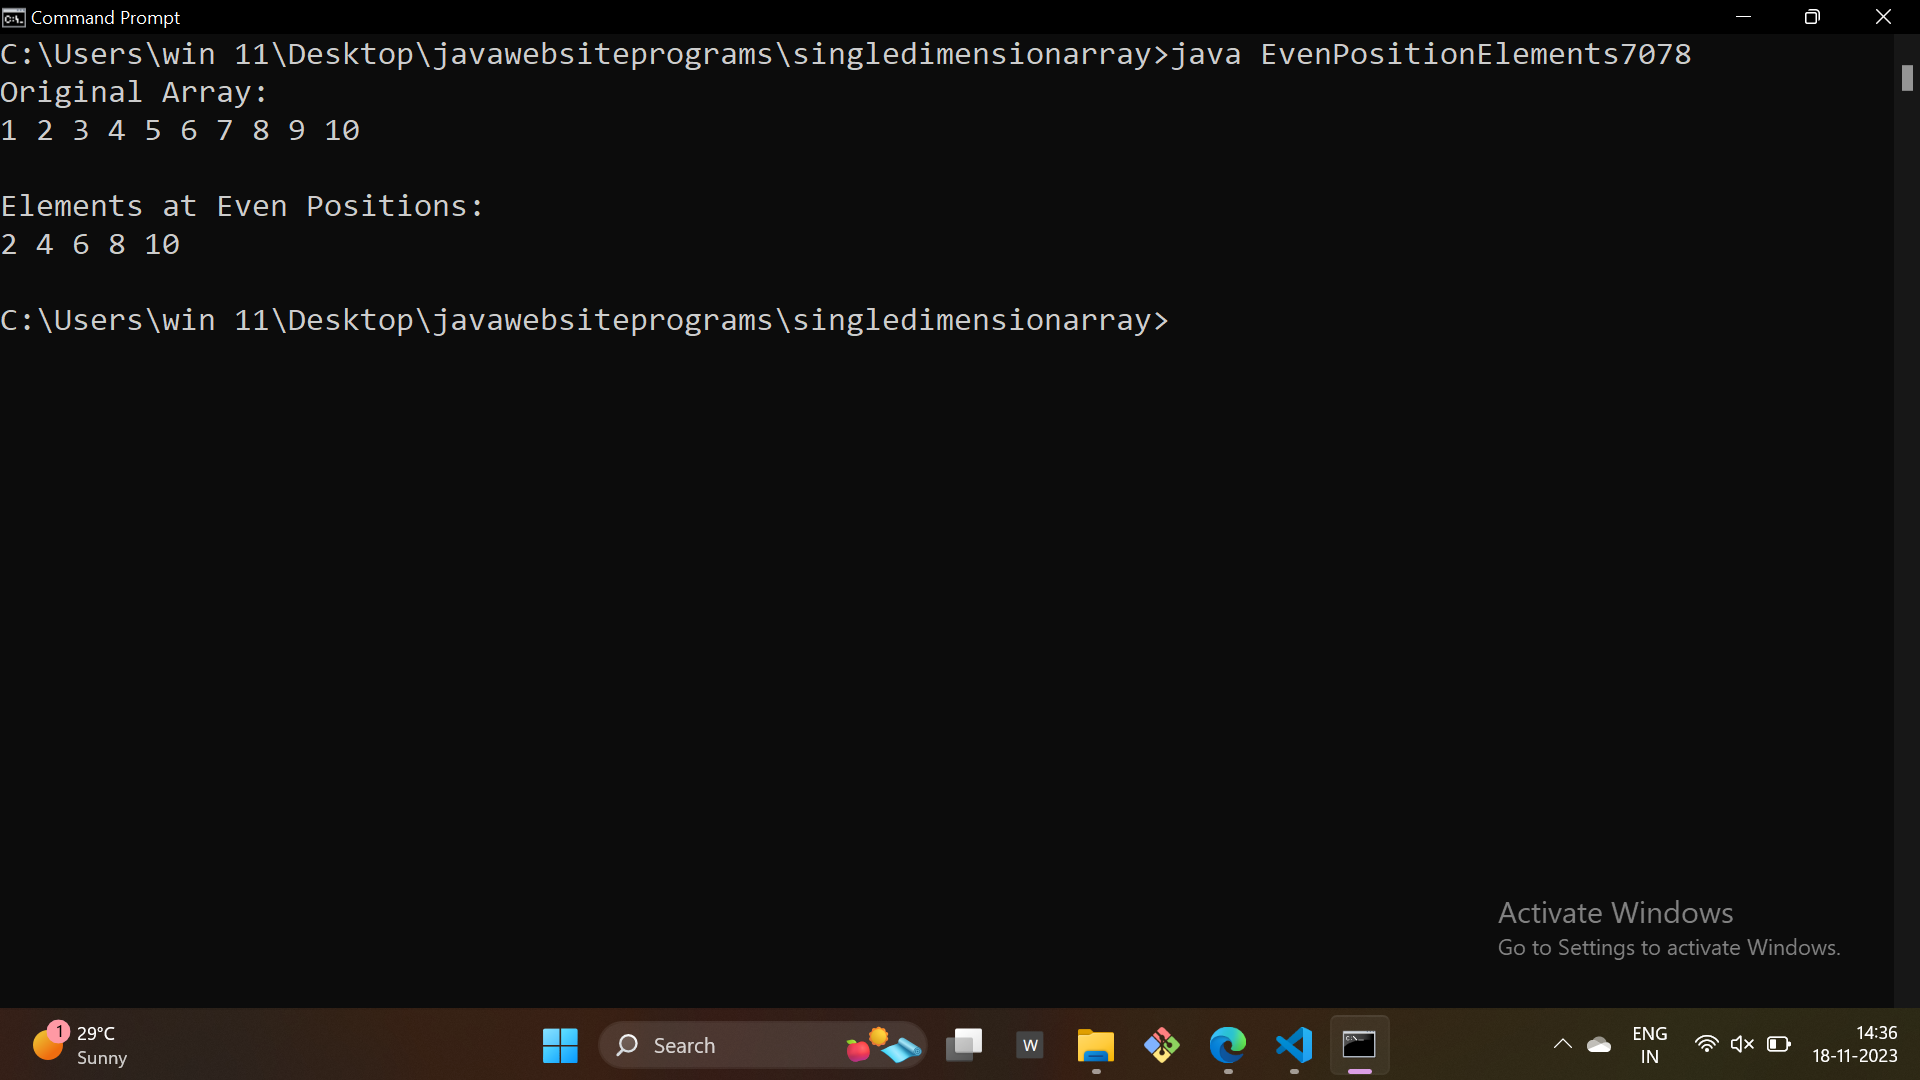 Command Prompt
C:\Users\win 11\Desktop\javawebsiteprograms\singledimensionarray>java EvenPositionElements7078
Original Array:
1 2 3 4 5 6 7 8 9 10
Elements at Even Positions:
2 4 6 8 10
C:\Users\win 11\Desktop\javawebsiteprograms\singledimensionarray>
Activate Windows
Go to Settings to activate Windows.
1
29°C
Sunny
Search
W
ENG
IN
14:36
18-11-2023